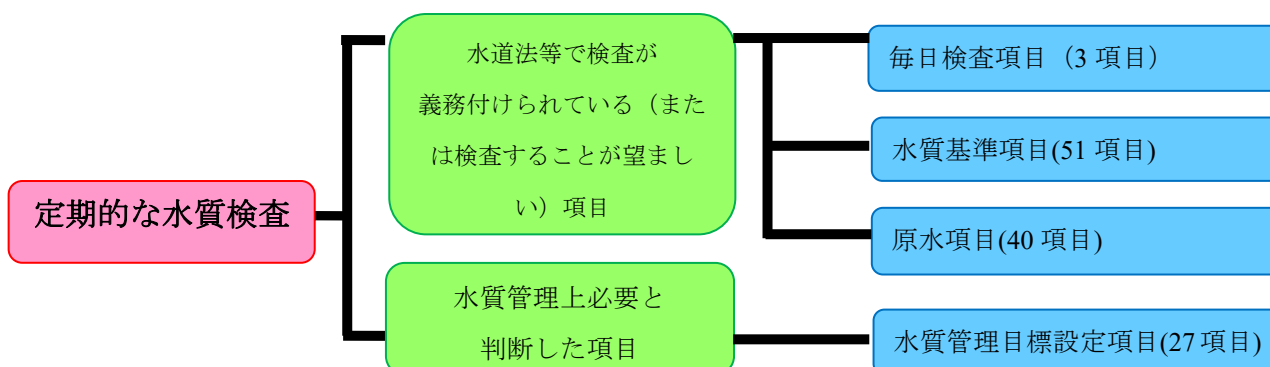 定期的な水質検査
水道法等で検査が
義務付けられている（また
は検査することが望まし
い）項目
水質管理上必要と
判断した項目
毎日検査項目（3 項目）
水質基準項目(51 項目)
原水項目(40 項目)
水質管理目標設定項目(27 項目)